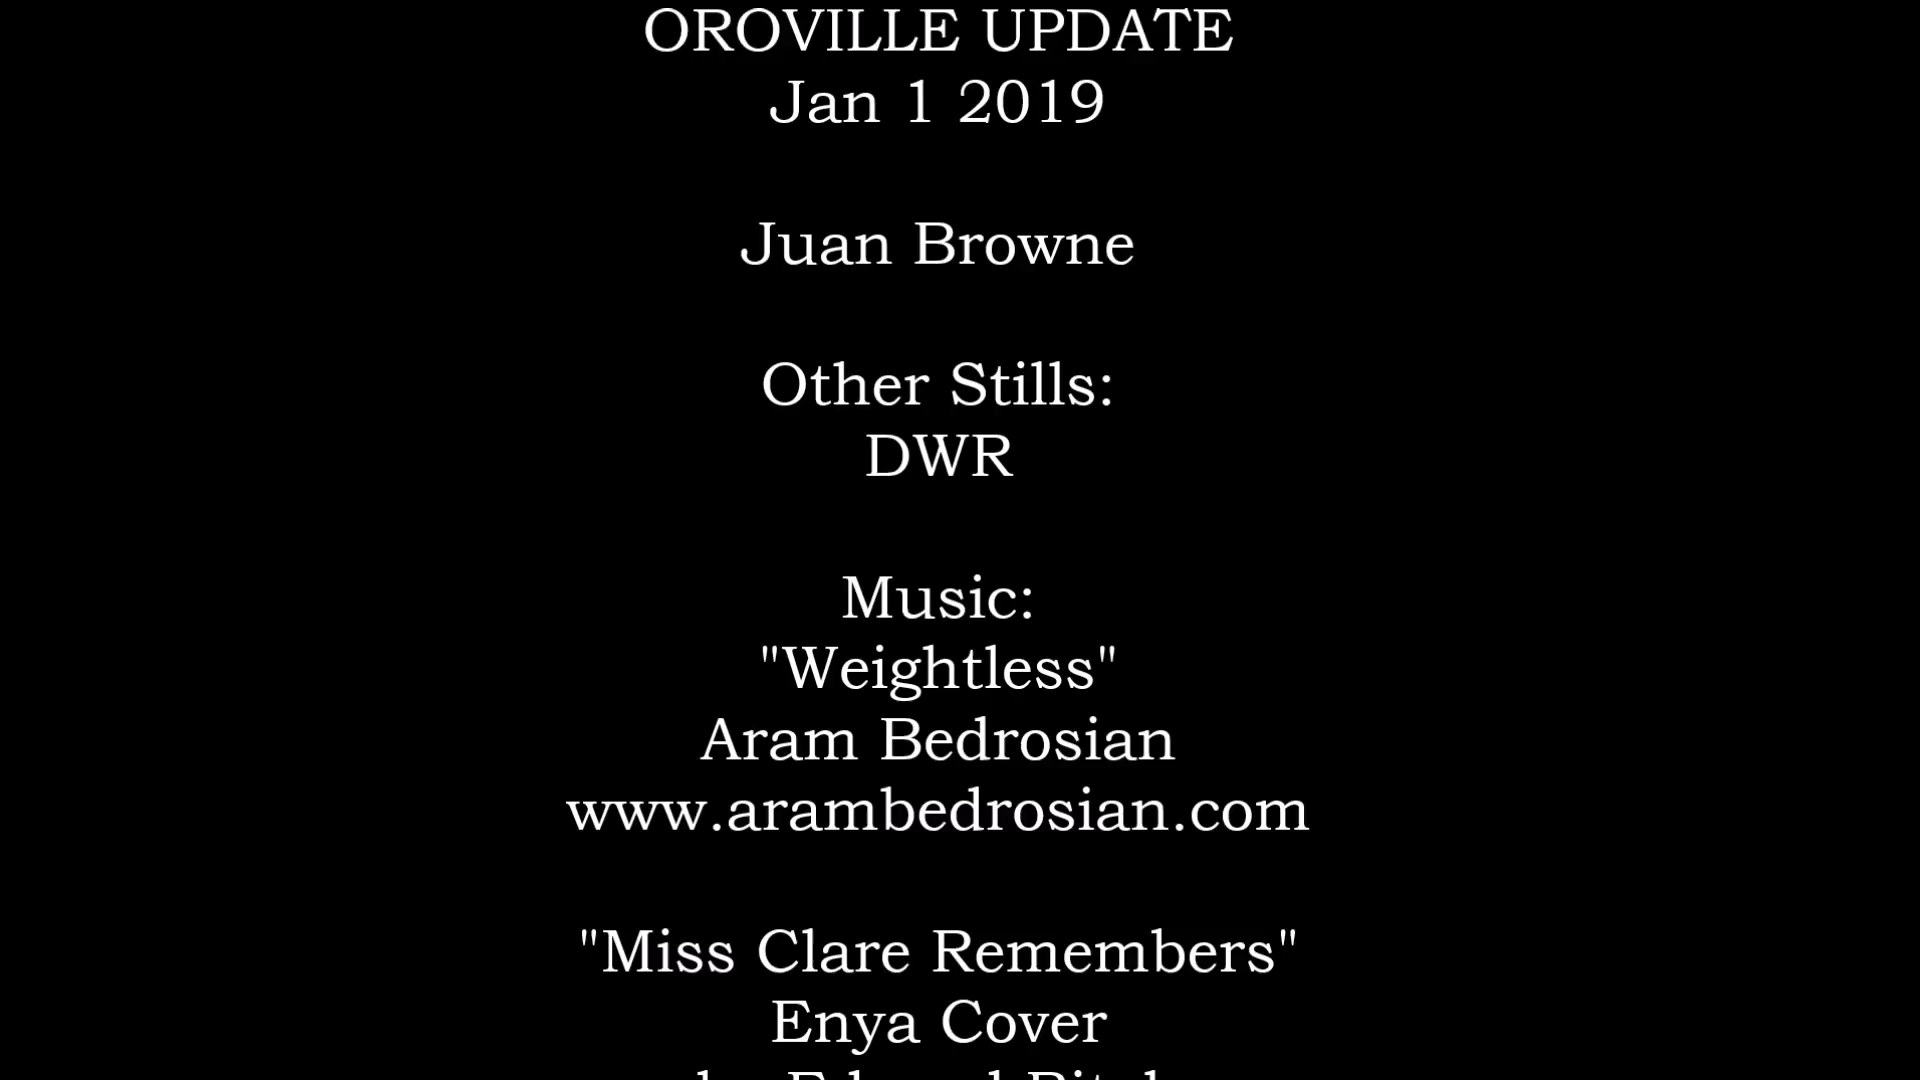 OROVILLE UPDATE
Jan 1 2019
Juan Browne
Other Stills:
DWR
Music:
"Weightless"
Aram Bedrosian
www.arambedrosian.com
"Miss Clare Remembers"
Enya Cover